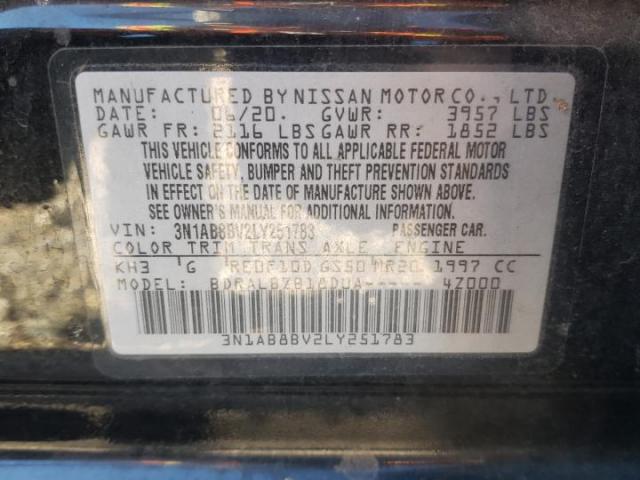 MANUFACTURED BY NISSAN MOTOR CO., LTD.
DATE: 06/20. GVWR: 3957 LBS
GAWR FR: 2116 LBS GAWR RR: 1852 LBS
THIS VEHICLE CONFORMS TO ALL APPLICABLE FEDERAL MOTOR
VEHICLE SAFETY, BUMPER AND THEFT PREVENTION STANDARDS
IN EFFECT ON THE DATE OF MANUFACTURE SHOWN ABOVE.
SEE OWNER'S MANUAL FOR ADDITIONAL INFORMATION.
VIN: 3N1AB8BV2LY251783 PASSENGER CAR.
COLOR TRIM TRANS AXLE ENGINE
KH3 G RE0F10D GS50 MR20 1997 CC
MODEL: 4Z000
3N1AB8BV2LY251783